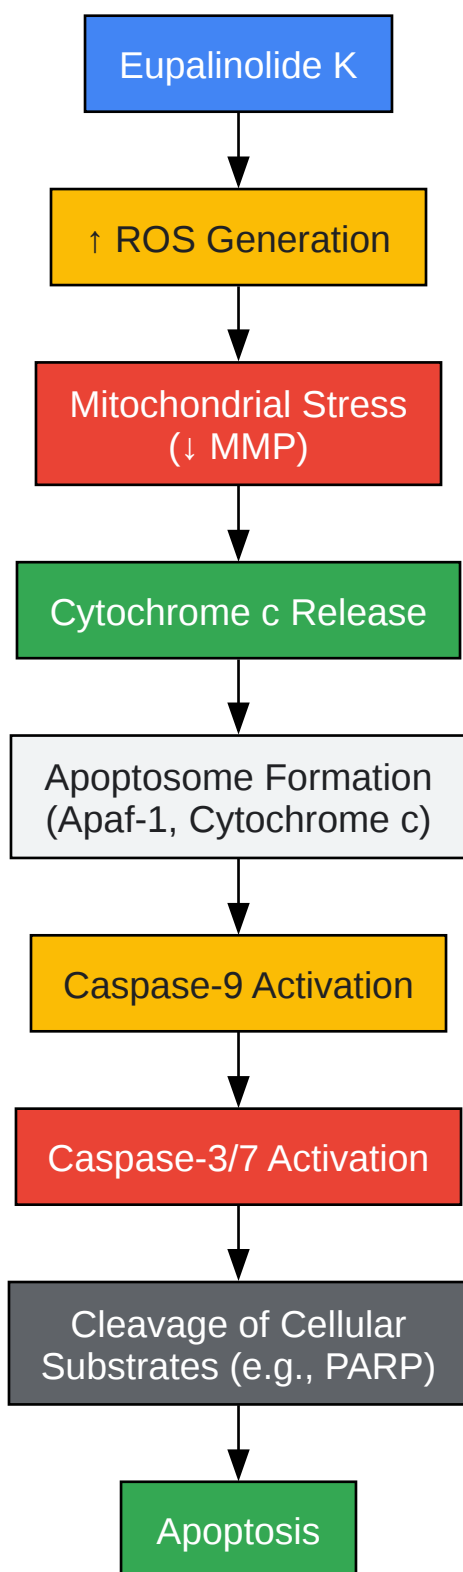 Eupalinolide K
↑ ROS Generation
Mitochondrial Stress
(↓ MMP)
Cytochrome c Release
Apoptosome Formation
(Apaf-1, Cytochrome c)
Caspase-9 Activation
Caspase-3/7 Activation
Cleavage of Cellular
Substrates (e.g., PARP)
Apoptosis